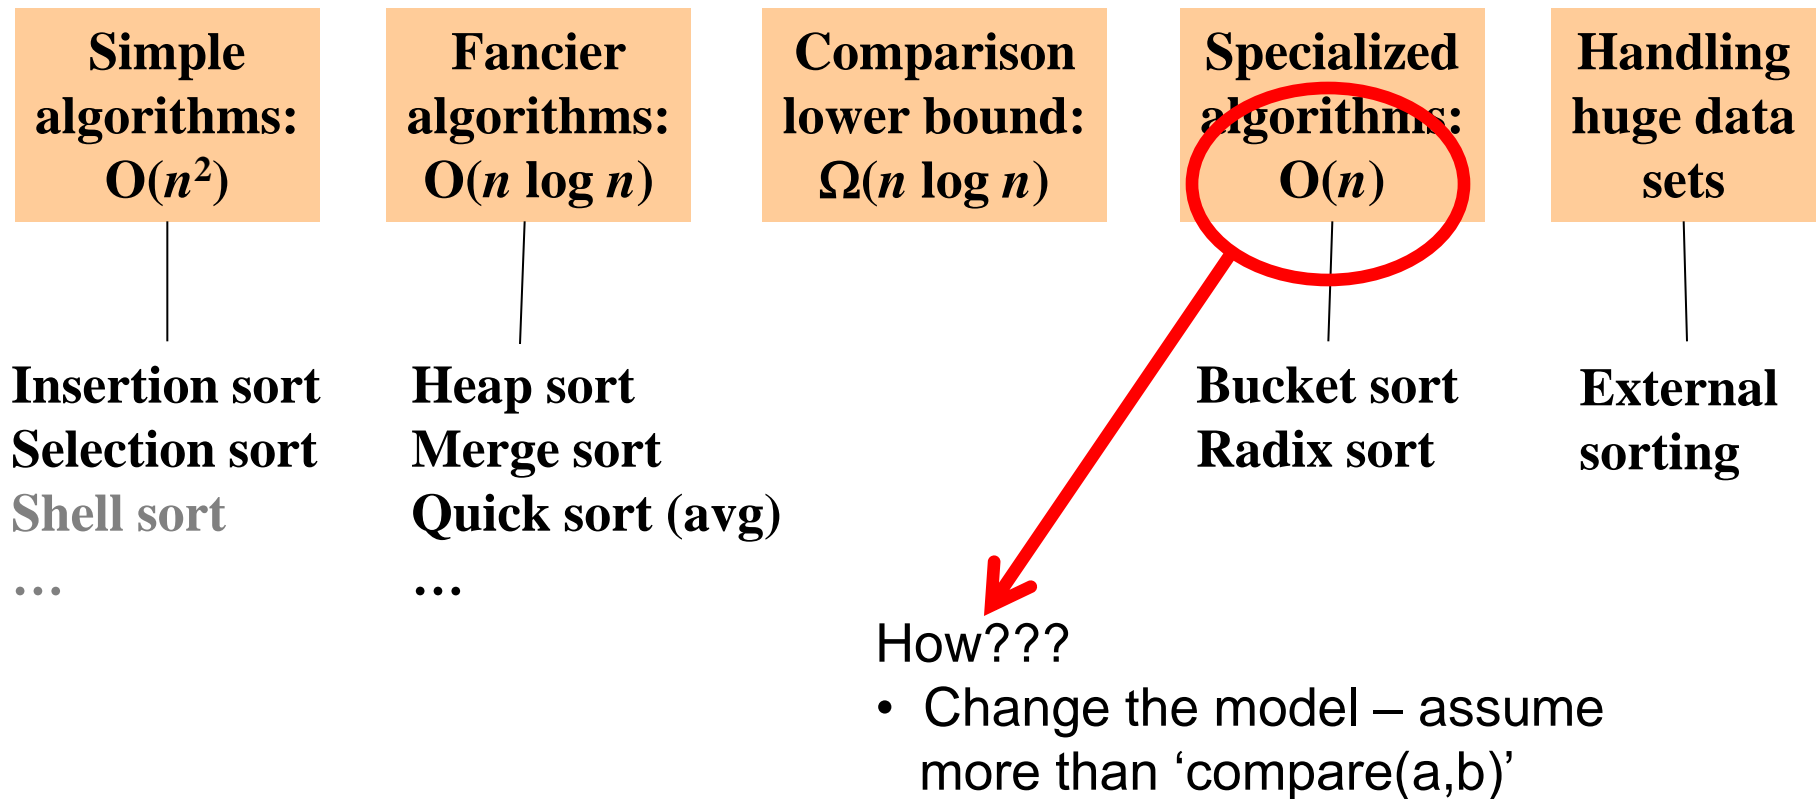 Simple
algorithms:
O(n²)
Fancier
algorithms:
O(n log n)
Comparison
lower bound:
Ω(n log n)
Specialized
algorithms:
O(n)
Handling
huge data
sets
Insertion sort
Selection sort
Shell sort
…
Heap sort
Merge sort
Quick sort (avg)
…
Bucket sort
Radix sort
External
sorting
How???
• Change the model – assume
more than ‘compare(a,b)’